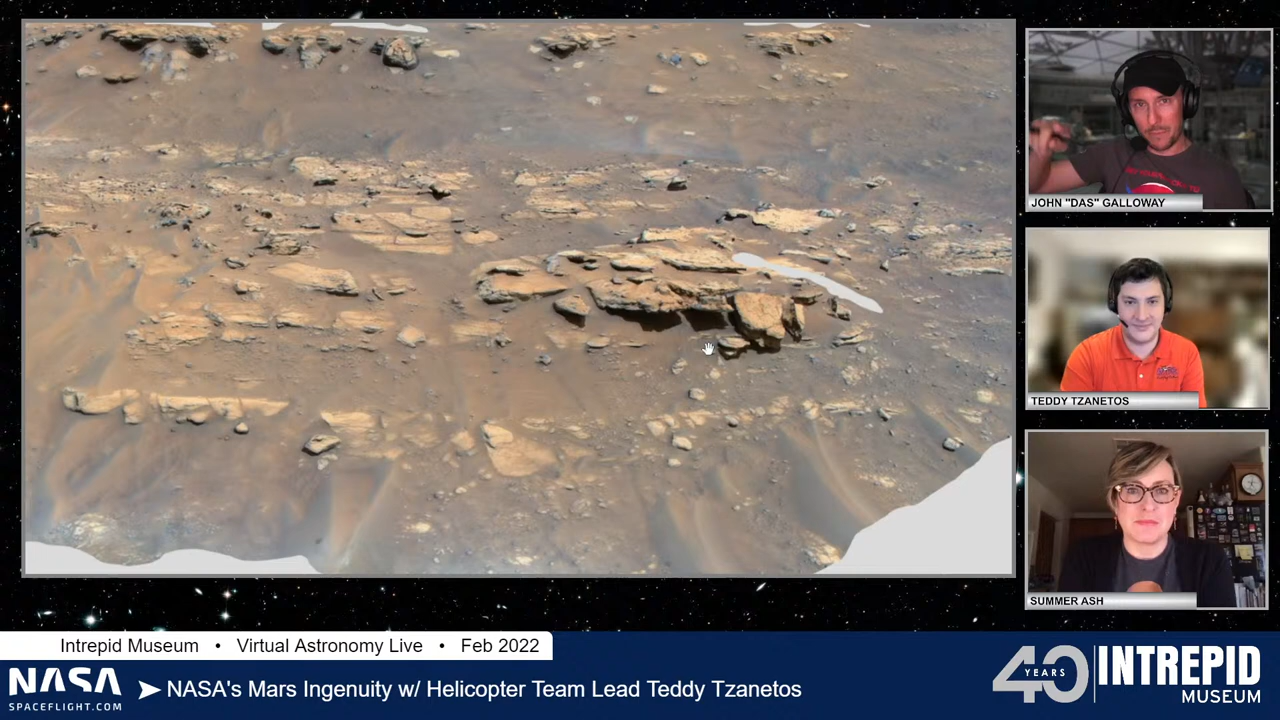 JOHN "DAS" GALLOWAY
TEDDY TZANETOS
SUMMER ASH
Intrepid Museum • Virtual Astronomy Live • Feb 2022
NASA
SPACEFLIGHT.COM
NASA's Mars Ingenuity w/ Helicopter Team Lead Teddy Tzanetos
40
YEARS
INTREPID
MUSEUM